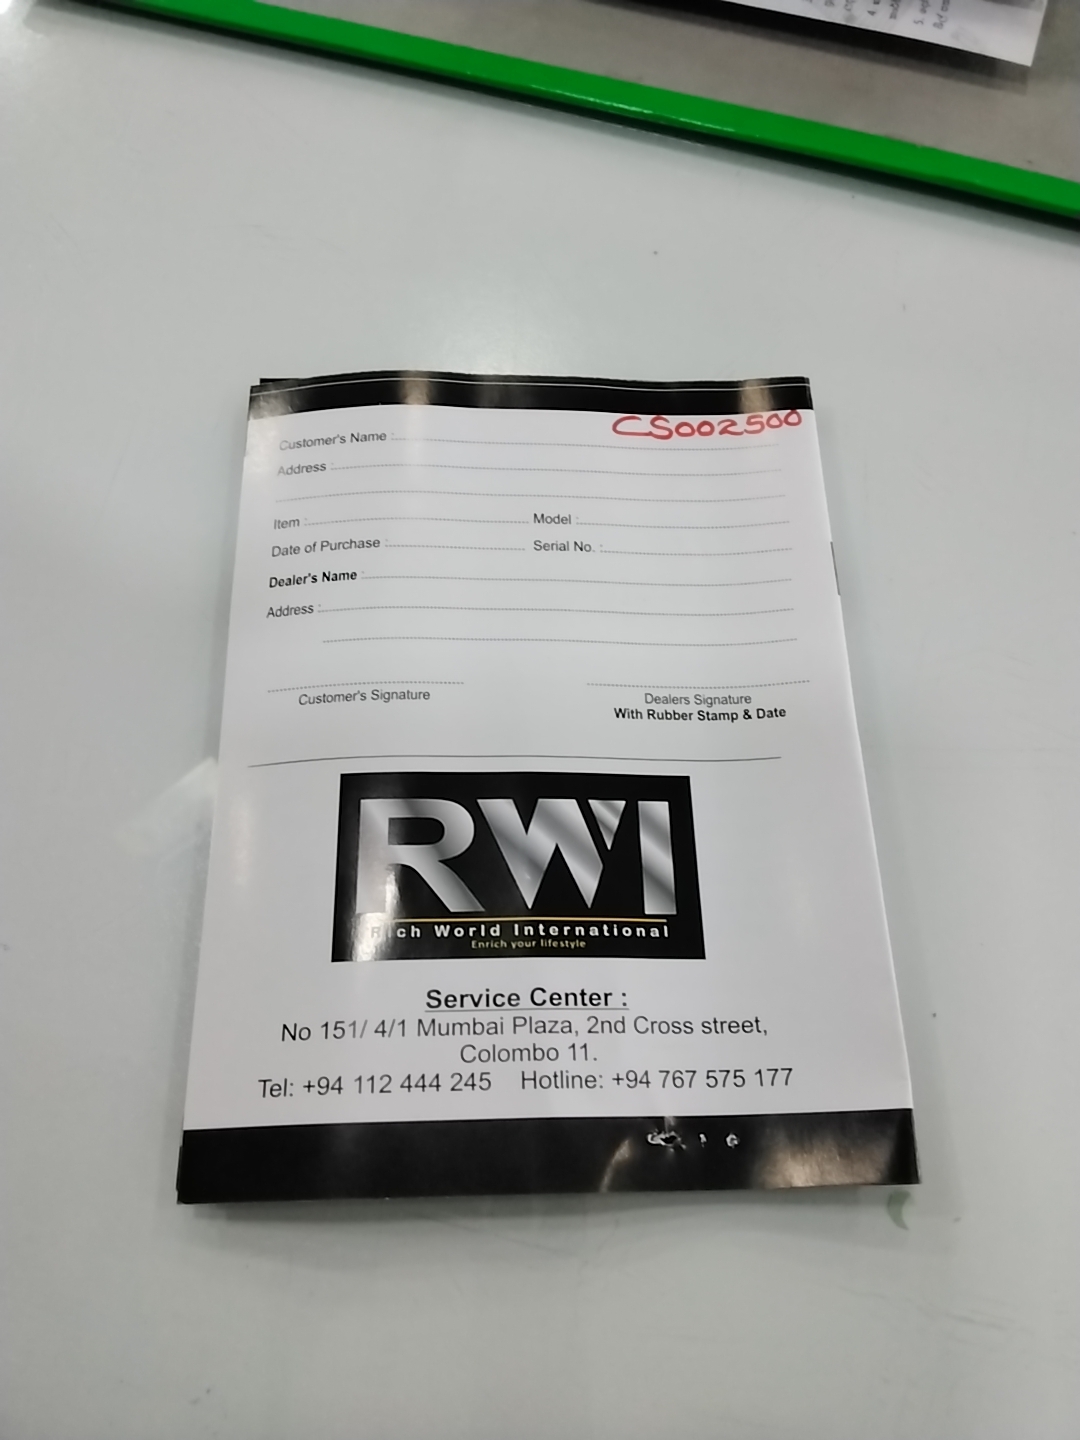 CS002500
Customer's Name :
Address :
Item : Model :
Date of Purchase : Serial No. :
Dealer's Name :
Address :
Customer's Signature Dealers Signature
With Rubber Stamp & Date
RWI
Rich World International
Enrich your lifestyle
Service Center :
No 151/ 4/1 Mumbai Plaza, 2nd Cross street,
Colombo 11.
Tel: +94 112 444 245 Hotline: +94 767 575 177